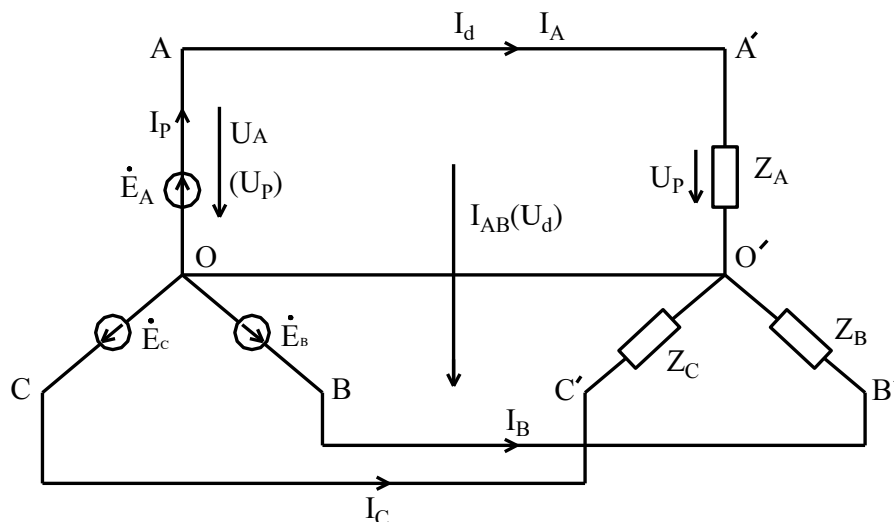 A I_d I_A A′
I_P U_A
Ė_A (U_P) U_P Z_A
I_AB(U_d)
O O′
Ė_C Ė_B Z_C Z_B
C B C′ B
I_B
I_C